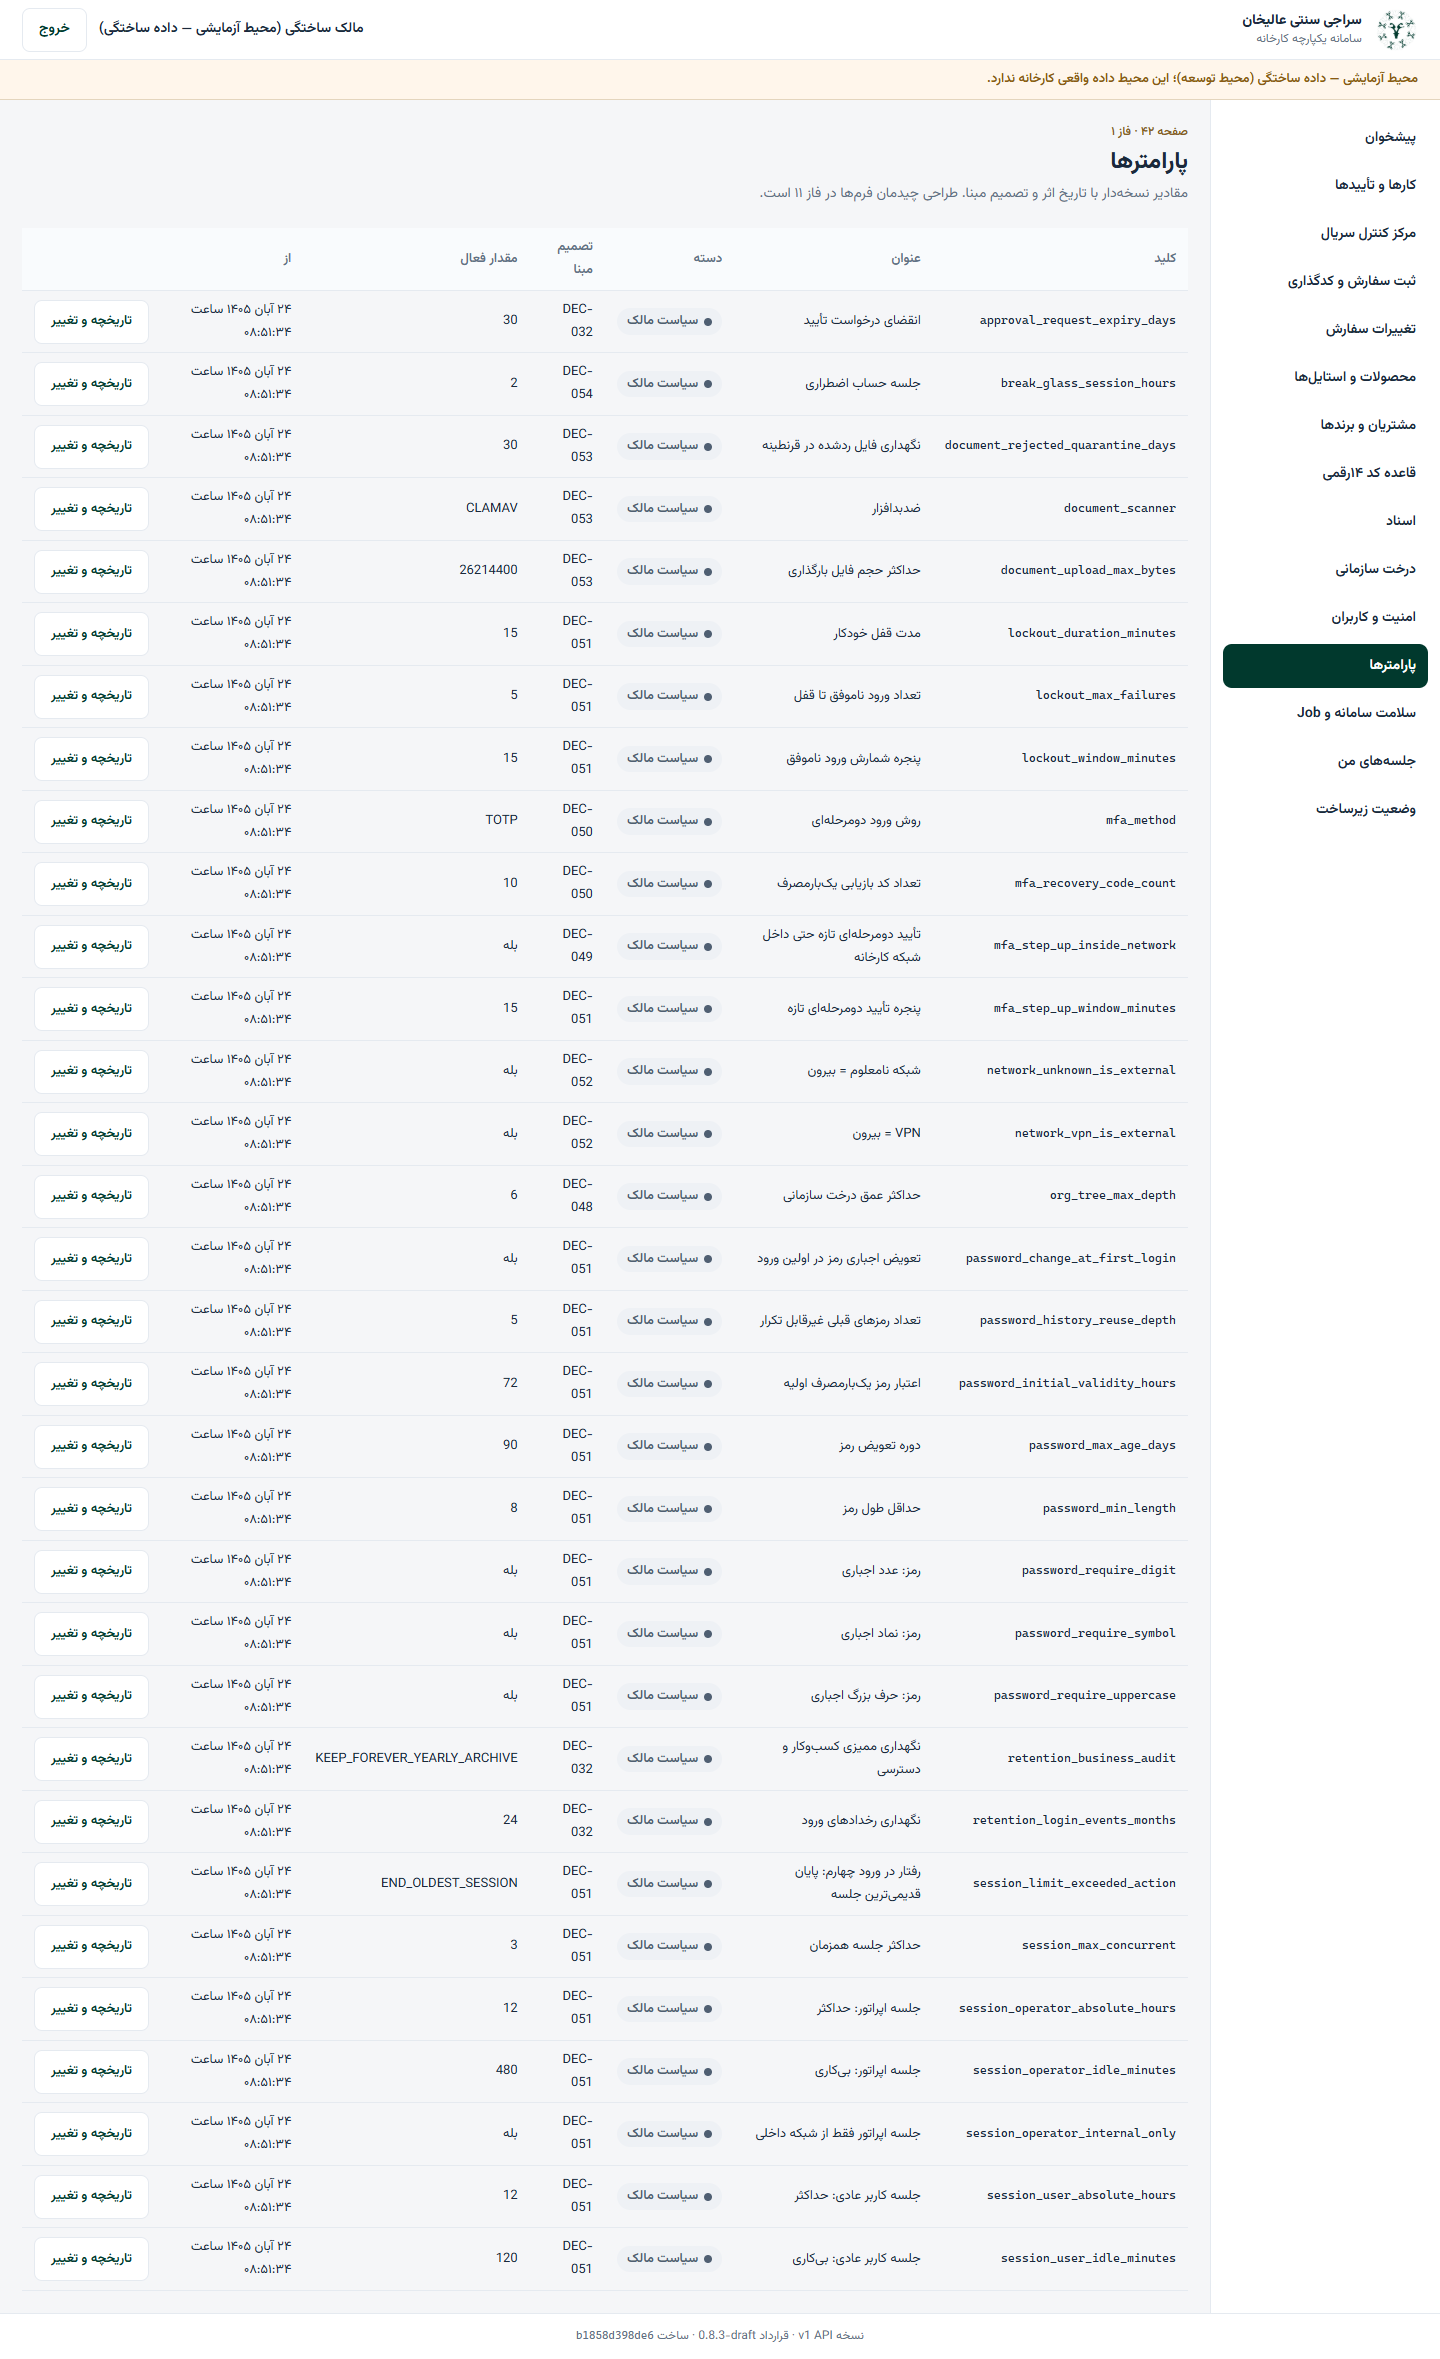 سراجی سنتی عالیخان
سامانه یکپارچه کارخانه
مالک ساختگی (محیط آزمایشی – داده ساختگی)
خروج
محیط آزمایشی – داده ساختگی (محیط توسعه)؛ این محیط داده واقعی کارخانه ندارد.
پیشخوان
کارها و تأییدها
مرکز کنترل سریال
ثبت سفارش و کدگذاری
تغییرات سفارش
محصولات و استایل‌ها
مشتریان و برندها
قاعده کد ۱۴رقمی
اسناد
درخت سازمانی
امنیت و کاربران
پارامترها
سلامت سامانه و Job
جلسه‌های من
وضعیت زیرساخت
صفحه ۴۲ · فاز ۱
پارامترها
مقادیر نسخه‌دار با تاریخ اثر و تصمیم مبنا. طراحی چیدمان فرم‌ها در فاز ۱۱ است.
کلید عنوان دسته تصمیم مبنا مقدار فعال از
approval_request_expiry_days انقضای درخواست تأیید سیاست مالک DEC-032 30 ۲۴ آبان ۱۴۰۵ ساعت ۰۸:۵۱:۳۴ تاریخچه و تغییر
break_glass_session_hours جلسه حساب اضطراری سیاست مالک DEC-054 2 ۲۴ آبان ۱۴۰۵ ساعت ۰۸:۵۱:۳۴ تاریخچه و تغییر
document_rejected_quarantine_days نگهداری فایل ردشده در قرنطینه سیاست مالک DEC-053 30 ۲۴ آبان ۱۴۰۵ ساعت ۰۸:۵۱:۳۴ تاریخچه و تغییر
document_scanner ضدبدافزار سیاست مالک DEC-053 CLAMAV ۲۴ آبان ۱۴۰۵ ساعت ۰۸:۵۱:۳۴ تاریخچه و تغییر
document_upload_max_bytes حداکثر حجم فایل بارگذاری سیاست مالک DEC-053 26214400 ۲۴ آبان ۱۴۰۵ ساعت ۰۸:۵۱:۳۴ تاریخچه و تغییر
lockout_duration_minutes مدت قفل خودکار سیاست مالک DEC-051 15 ۲۴ آبان ۱۴۰۵ ساعت ۰۸:۵۱:۳۴ تاریخچه و تغییر
lockout_max_failures تعداد ورود ناموفق تا قفل سیاست مالک DEC-051 5 ۲۴ آبان ۱۴۰۵ ساعت ۰۸:۵۱:۳۴ تاریخچه و تغییر
lockout_window_minutes پنجره شمارش ورود ناموفق سیاست مالک DEC-051 15 ۲۴ آبان ۱۴۰۵ ساعت ۰۸:۵۱:۳۴ تاریخچه و تغییر
mfa_method روش ورود دومرحله‌ای سیاست مالک DEC-050 TOTP ۲۴ آبان ۱۴۰۵ ساعت ۰۸:۵۱:۳۴ تاریخچه و تغییر
mfa_recovery_code_count تعداد کد بازیابی یک‌بارمصرف سیاست مالک DEC-050 10 ۲۴ آبان ۱۴۰۵ ساعت ۰۸:۵۱:۳۴ تاریخچه و تغییر
mfa_step_up_inside_network تأیید دومرحله‌ای تازه حتی داخل شبکه کارخانه سیاست مالک DEC-049 بله ۲۴ آبان ۱۴۰۵ ساعت ۰۸:۵۱:۳۴ تاریخچه و تغییر
mfa_step_up_window_minutes پنجره تأیید دومرحله‌ای تازه سیاست مالک DEC-051 15 ۲۴ آبان ۱۴۰۵ ساعت ۰۸:۵۱:۳۴ تاریخچه و تغییر
network_unknown_is_external شبکه نامعلوم = بیرون سیاست مالک DEC-052 بله ۲۴ آبان ۱۴۰۵ ساعت ۰۸:۵۱:۳۴ تاریخچه و تغییر
network_vpn_is_external VPN = بیرون سیاست مالک DEC-052 بله ۲۴ آبان ۱۴۰۵ ساعت ۰۸:۵۱:۳۴ تاریخچه و تغییر
org_tree_max_depth حداکثر عمق درخت سازمانی سیاست مالک DEC-048 6 ۲۴ آبان ۱۴۰۵ ساعت ۰۸:۵۱:۳۴ تاریخچه و تغییر
password_change_at_first_login تعویض اجباری رمز در اولین ورود سیاست مالک DEC-051 بله ۲۴ آبان ۱۴۰۵ ساعت ۰۸:۵۱:۳۴ تاریخچه و تغییر
password_history_reuse_depth تعداد رمزهای قبلی غیرقابل تکرار سیاست مالک DEC-051 5 ۲۴ آبان ۱۴۰۵ ساعت ۰۸:۵۱:۳۴ تاریخچه و تغییر
password_initial_validity_hours اعتبار رمز یک‌بارمصرف اولیه سیاست مالک DEC-051 72 ۲۴ آبان ۱۴۰۵ ساعت ۰۸:۵۱:۳۴ تاریخچه و تغییر
password_max_age_days دوره تعویض رمز سیاست مالک DEC-051 90 ۲۴ آبان ۱۴۰۵ ساعت ۰۸:۵۱:۳۴ تاریخچه و تغییر
password_min_length حداقل طول رمز سیاست مالک DEC-051 8 ۲۴ آبان ۱۴۰۵ ساعت ۰۸:۵۱:۳۴ تاریخچه و تغییر
password_require_digit رمز: عدد اجباری سیاست مالک DEC-051 بله ۲۴ آبان ۱۴۰۵ ساعت ۰۸:۵۱:۳۴ تاریخچه و تغییر
password_require_symbol رمز: نماد اجباری سیاست مالک DEC-051 بله ۲۴ آبان ۱۴۰۵ ساعت ۰۸:۵۱:۳۴ تاریخچه و تغییر
password_require_uppercase رمز: حرف بزرگ اجباری سیاست مالک DEC-051 بله ۲۴ آبان ۱۴۰۵ ساعت ۰۸:۵۱:۳۴ تاریخچه و تغییر
retention_business_audit نگهداری ممیزی کسب‌وکار و دسترسی سیاست مالک DEC-032 KEEP_FOREVER_YEARLY_ARCHIVE ۲۴ آبان ۱۴۰۵ ساعت ۰۸:۵۱:۳۴ تاریخچه و تغییر
retention_login_events_months نگهداری رخدادهای ورود سیاست مالک DEC-032 24 ۲۴ آبان ۱۴۰۵ ساعت ۰۸:۵۱:۳۴ تاریخچه و تغییر
session_limit_exceeded_action رفتار در ورود چهارم: پایان قدیمی‌ترین جلسه سیاست مالک DEC-051 END_OLDEST_SESSION ۲۴ آبان ۱۴۰۵ ساعت ۰۸:۵۱:۳۴ تاریخچه و تغییر
session_max_concurrent حداکثر جلسه همزمان سیاست مالک DEC-051 3 ۲۴ آبان ۱۴۰۵ ساعت ۰۸:۵۱:۳۴ تاریخچه و تغییر
session_operator_absolute_hours جلسه اپراتور: حداکثر سیاست مالک DEC-051 12 ۲۴ آبان ۱۴۰۵ ساعت ۰۸:۵۱:۳۴ تاریخچه و تغییر
session_operator_idle_minutes جلسه اپراتور: بی‌کاری سیاست مالک DEC-051 480 ۲۴ آبان ۱۴۰۵ ساعت ۰۸:۵۱:۳۴ تاریخچه و تغییر
session_operator_internal_only جلسه اپراتور فقط از شبکه داخلی سیاست مالک DEC-051 بله ۲۴ آبان ۱۴۰۵ ساعت ۰۸:۵۱:۳۴ تاریخچه و تغییر
session_user_absolute_hours جلسه کاربر عادی: حداکثر سیاست مالک DEC-051 12 ۲۴ آبان ۱۴۰۵ ساعت ۰۸:۵۱:۳۴ تاریخچه و تغییر
session_user_idle_minutes جلسه کاربر عادی: بی‌کاری سیاست مالک DEC-051 120 ۲۴ آبان ۱۴۰۵ ساعت ۰۸:۵۱:۳۴ تاریخچه و تغییر
نسخه v1 API · قرارداد 0.8.3-draft · ساخت b1858d398de6